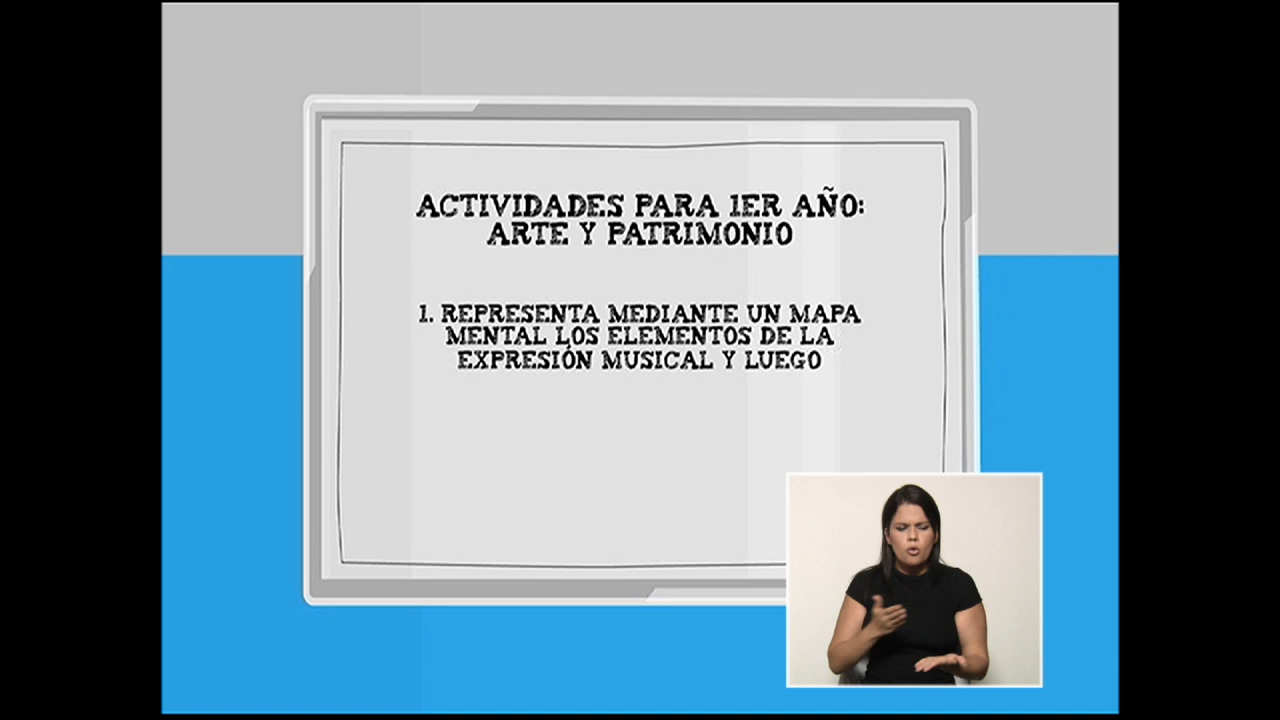 ACTIVIDADES PARA 1ER AÑO:
ARTE Y PATRIMONIO
1. REPRESENTA MEDIANTE UN MAPA
MENTAL LOS ELEMENTOS DE LA
EXPRESIÓN MUSICAL Y LUEGO